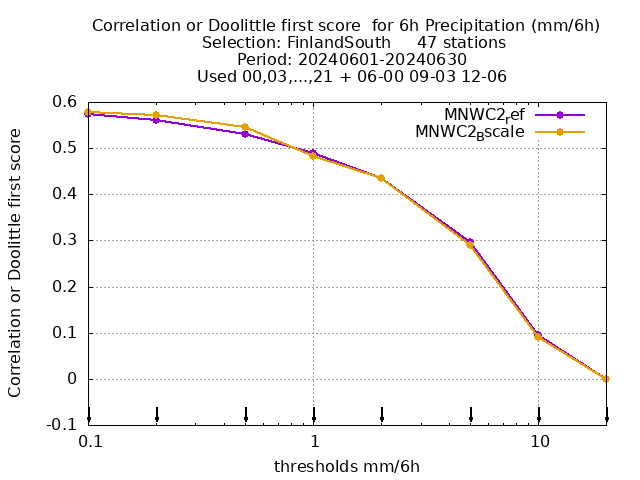 Correlation or Doolittle first score  for 6h Precipitation (mm/6h)
Selection: FinlandSouth     47 stations
Period: 20240601-20240630
Used 00,03,...,21 + 06-00 09-03 12-06
MNWC2ref
MNWC2Bscale
Correlation or Doolittle first score
0.6
0.5
0.4
0.3
0.2
0.1
0
-0.1
0.1
1
10
thresholds mm/6h